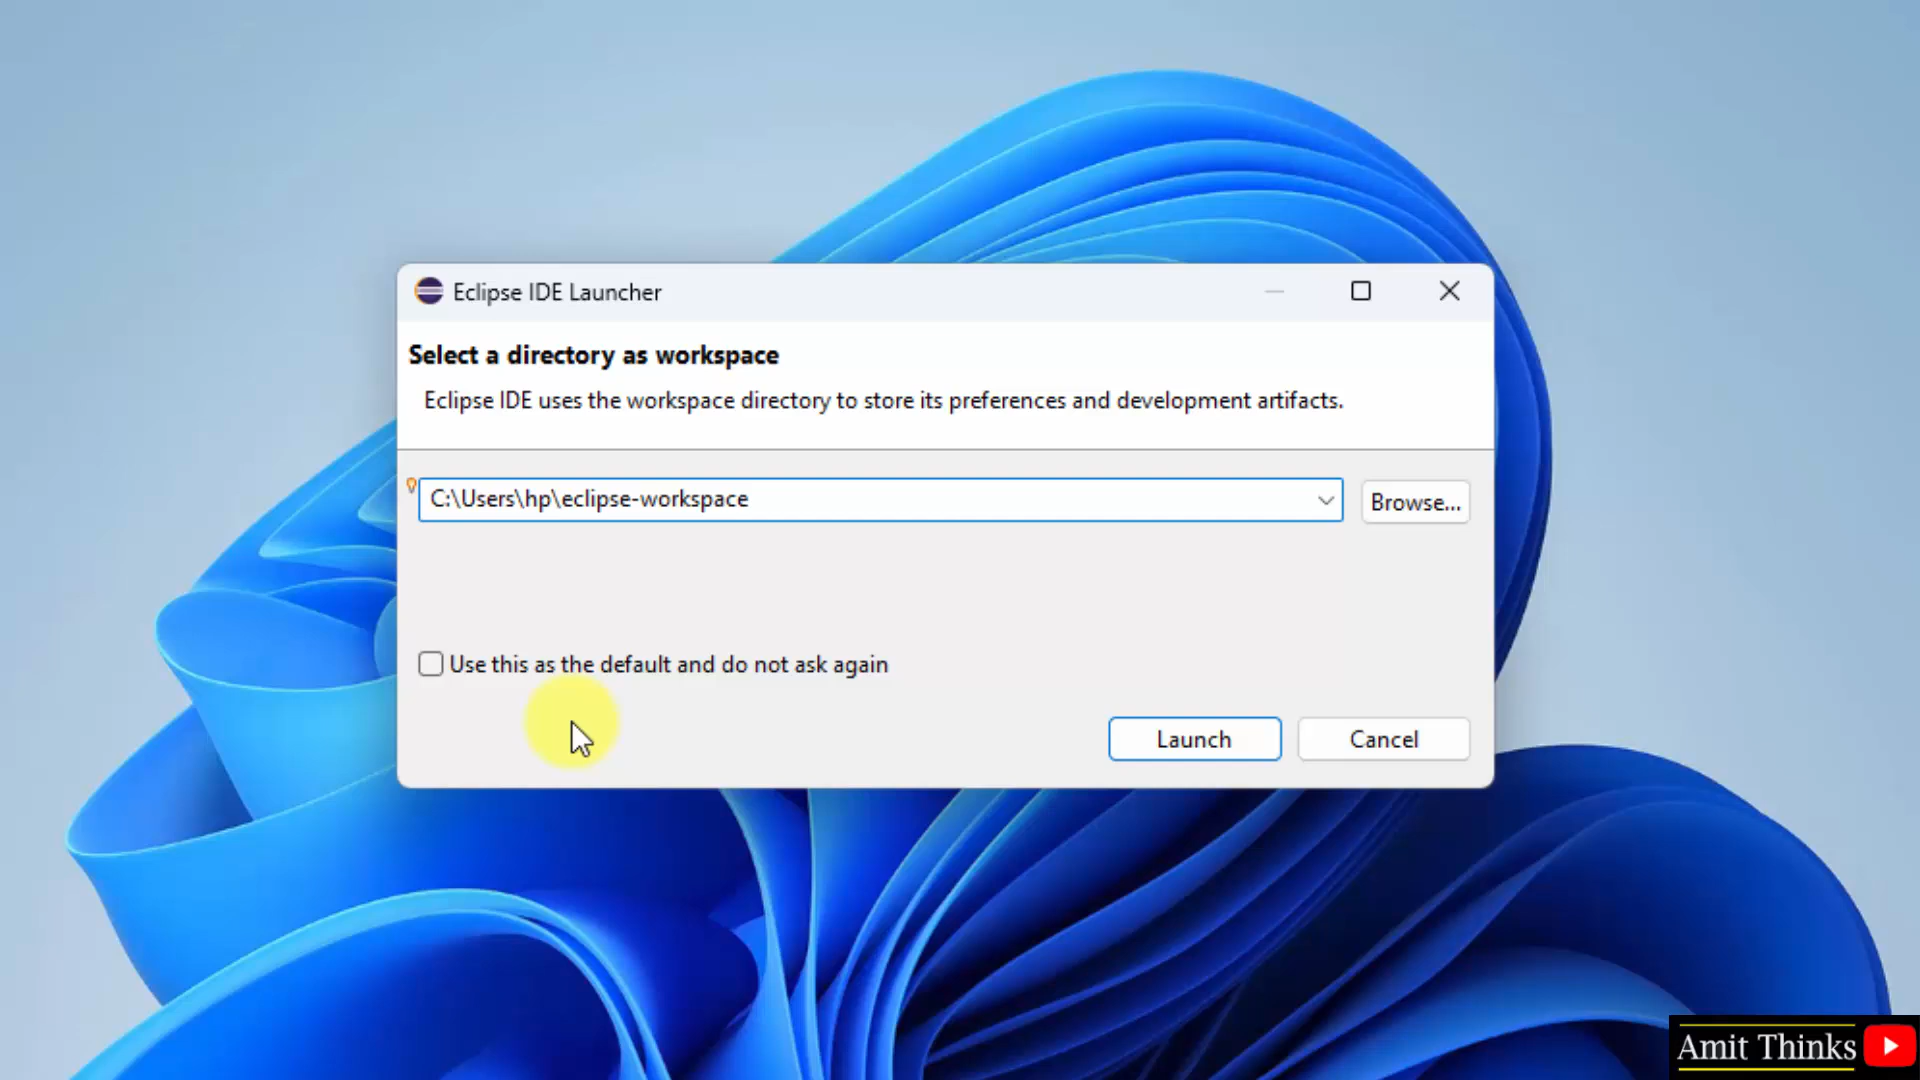 Eclipse IDE Launcher
Select a directory as workspace
Eclipse IDE uses the workspace directory to store its preferences and development artifacts.
C:\Users\hp\eclipse-workspace
Browse...
Use this as the default and do not ask again
Launch
Cancel
Amit Thinks